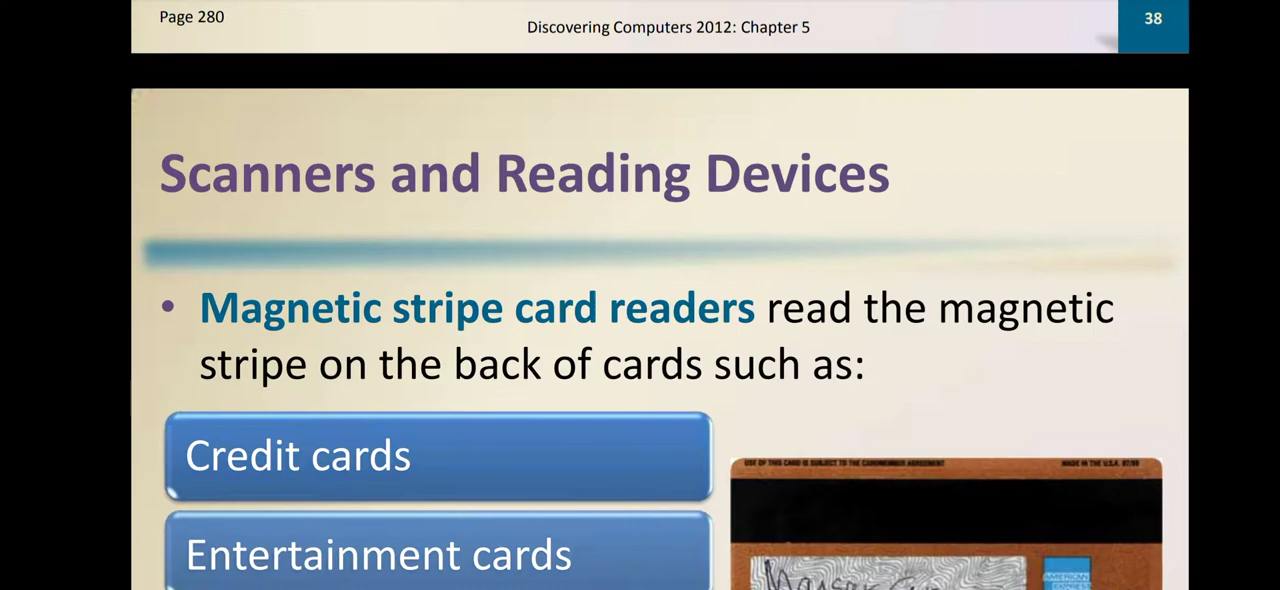 Page 280
Discovering Computers 2012: Chapter 5
38
Scanners and Reading Devices
• Magnetic stripe card readers read the magnetic
stripe on the back of cards such as:
Credit cards
USE OF THIS CARD IS SUBJECT TO THE CARDMEMBER AGREEMENT
MADE IN THE U.S.A.
Entertainment cards
AMERICAN
EXPRESS